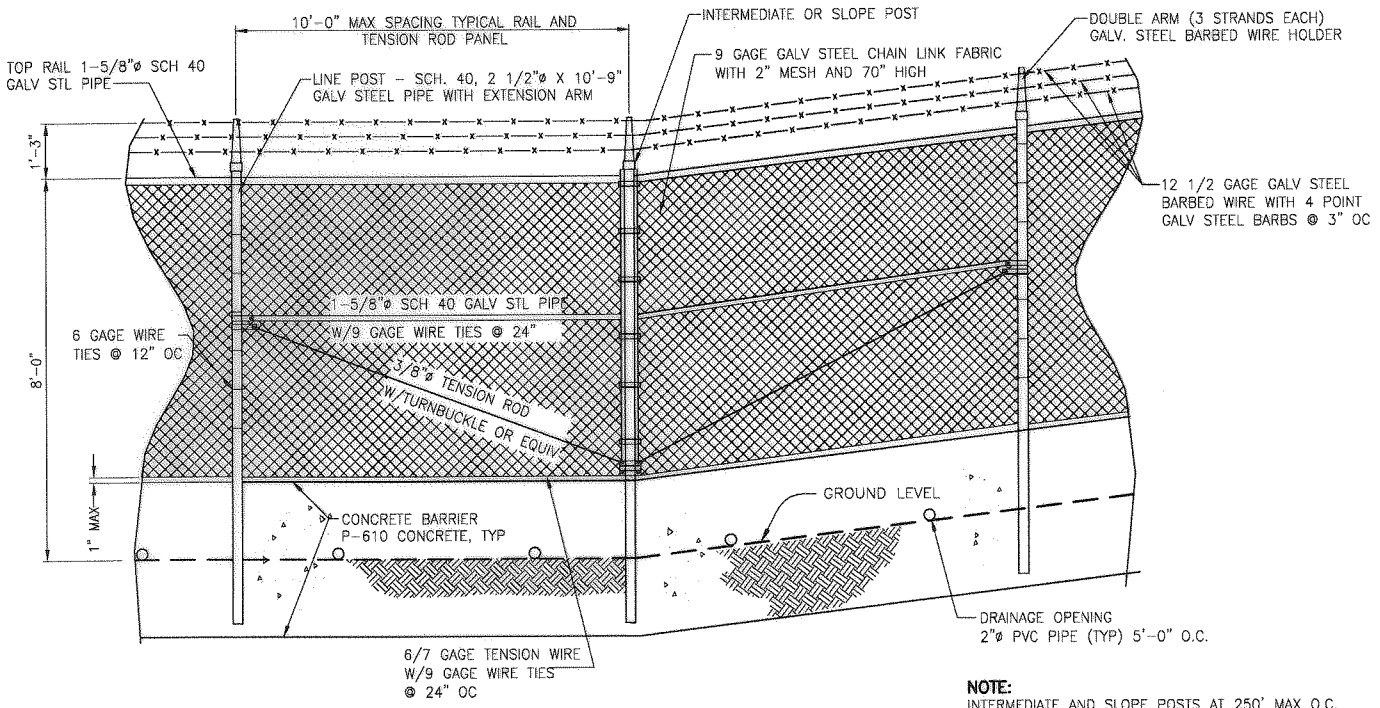 10'-0" MAX SPACING TYPICAL RAIL AND
TENSION ROD PANEL
INTERMEDIATE OR SLOPE POST
DOUBLE ARM (3 STRANDS EACH)
GALV. STEEL BARBED WIRE HOLDER
TOP RAIL 1-5/8"ø SCH 40
GALV STL PIPE
LINE POST - SCH. 40, 2 1/2"ø X 10'-9"
GALV STEEL PIPE WITH EXTENSION ARM
9 GAGE GALV STEEL CHAIN LINK FABRIC
WITH 2" MESH AND 70" HIGH
1'-3"
12 1/2 GAGE GALV STEEL
BARBED WIRE WITH 4 POINT
GALV STEEL BARBS @ 3" OC
1-5/8"ø SCH 40 GALV STL PIPE
W/9 GAGE WIRE TIES @ 24"
6 GAGE WIRE
TIES @ 12" OC
8'-0"
3/8"ø TENSION ROD
W/TURNBUCKLE OR EQUIV
1" MAX
CONCRETE BARRIER
P-610 CONCRETE, TYP
GROUND LEVEL
DRAINAGE OPENING
2"ø PVC PIPE (TYP) 5'-0" O.C.
6/7 GAGE TENSION WIRE
W/9 GAGE WIRE TIES
@ 24" OC
NOTE:
INTERMEDIATE AND SLOPE POSTS AT 250' MAX O.C.